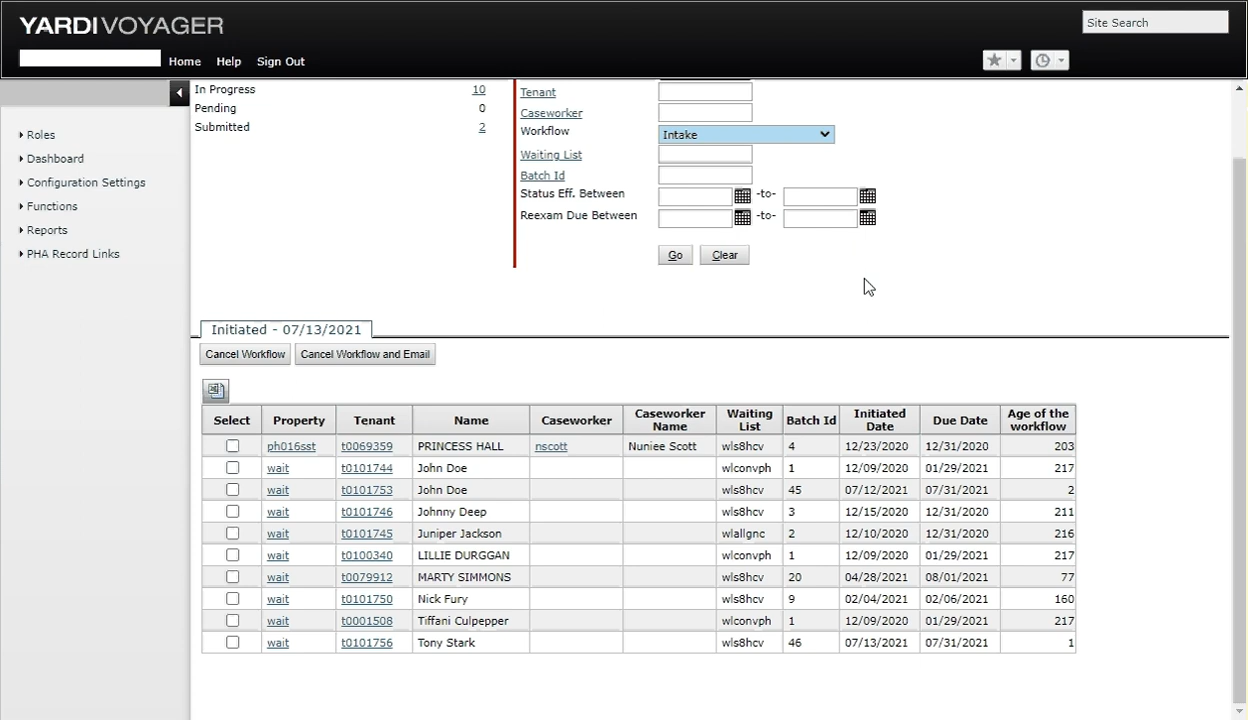 YARDIVOYAGER
Site Search
Home Help Sign Out
Roles
Dashboard
Configuration Settings
Functions
Reports
PHA Record Links
In Progress 10
Pending 0
Submitted 2
Tenant
Caseworker
Workflow Intake
Waiting List
Batch Id
Status Eff. Between -to-
Reexam Due Between -to-
Go Clear
Initiated - 07/13/2021
Cancel Workflow Cancel Workflow and Email
Select Property Tenant Name Caseworker Caseworker Name Waiting List Batch Id Initiated Date Due Date Age of the workflow
ph016sst t0069359 PRINCESS HALL nscott Nuniee Scott wls8hcv 4 12/23/2020 12/31/2020 203
wait t0101744 John Doe wlconvph 1 12/09/2020 01/29/2021 217
wait t0101753 John Doe wls8hcv 45 07/12/2021 07/31/2021 2
wait t0101746 Johnny Deep wls8hcv 3 12/15/2020 12/31/2020 211
wait t0101745 Juniper Jackson wlallgnc 2 12/10/2020 12/31/2020 216
wait t0100340 LILLIE DURGGAN wlconvph 1 12/09/2020 01/29/2021 217
wait t0079912 MARTY SIMMONS wls8hcv 20 04/28/2021 08/01/2021 77
wait t0101750 Nick Fury wls8hcv 9 02/04/2021 02/06/2021 160
wait t0001508 Tiffani Culpepper wlconvph 1 12/09/2020 01/29/2021 217
wait t0101756 Tony Stark wls8hcv 46 07/13/2021 07/31/2021 1